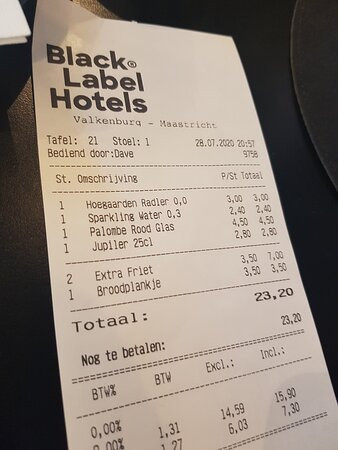 Black®
Label
Hotels
Valkenburg - Maastricht
Tafel: 21 Stoel: 1 28.07.2020 20:57
Bediend door:Dave 9758
St. Omschrijving P/St Totaal
1 Hoegaarden Radler 0,0 3,00 3,00
1 Sparkling Water 0,3 2,40 2,40
1 Palombe Rood Glas 4,50 4,50
1 Jupiler 25cl 2,80 2,80
2 Extra Friet 3,50 7,00
1 Broodplankje 3,50 3,50
Totaal: 23,20
Nog te betalen: 23,20
BTW% BTW Excl.: Incl.:
0,00% 1,31 14,59 15,90
0,00% 1,27 6,03 7,30